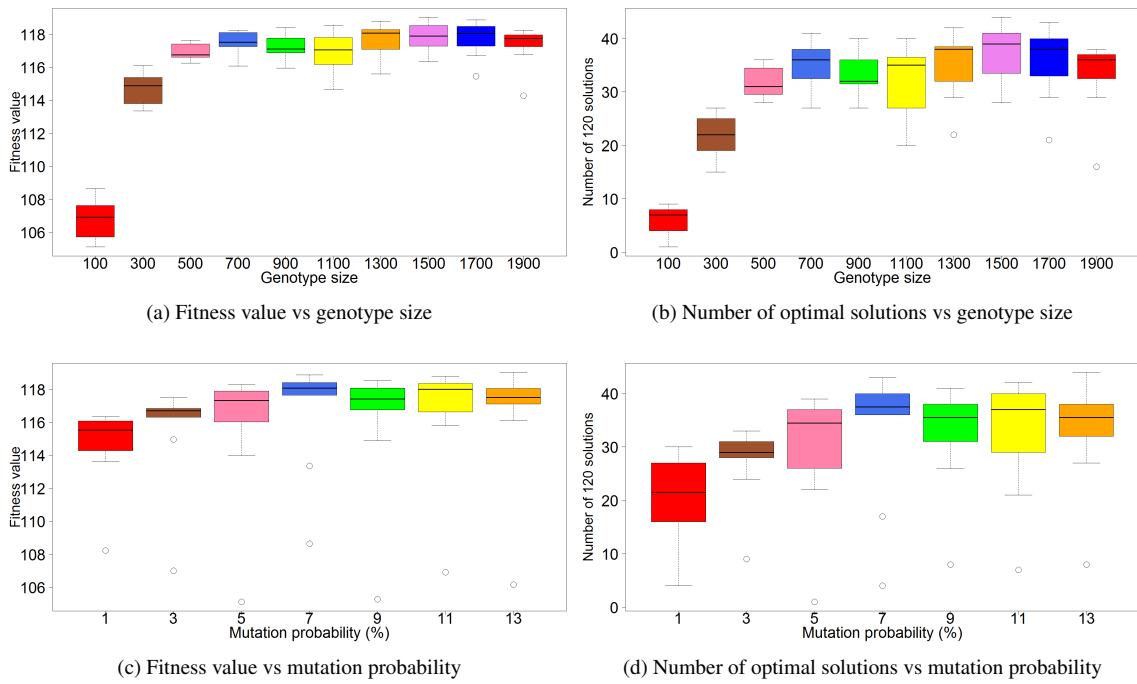 Fitness value
118
116
114
112
110
108
106
100 300 500 700 900 1100 1300 1500 1700 1900
Genotype size
(a) Fitness value vs genotype size
Number of 120 solutions
40
30
20
10
0
100 300 500 700 900 1100 1300 1500 1700 1900
Genotype size
(b) Number of optimal solutions vs genotype size
Fitness value
118
116
114
112
110
108
106
1 3 5 7 9 11 13
Mutation probability (%)
(c) Fitness value vs mutation probability
Number of 120 solutions
40
30
20
10
0
1 3 5 7 9 11 13
Mutation probability (%)
(d) Number of optimal solutions vs mutation probability